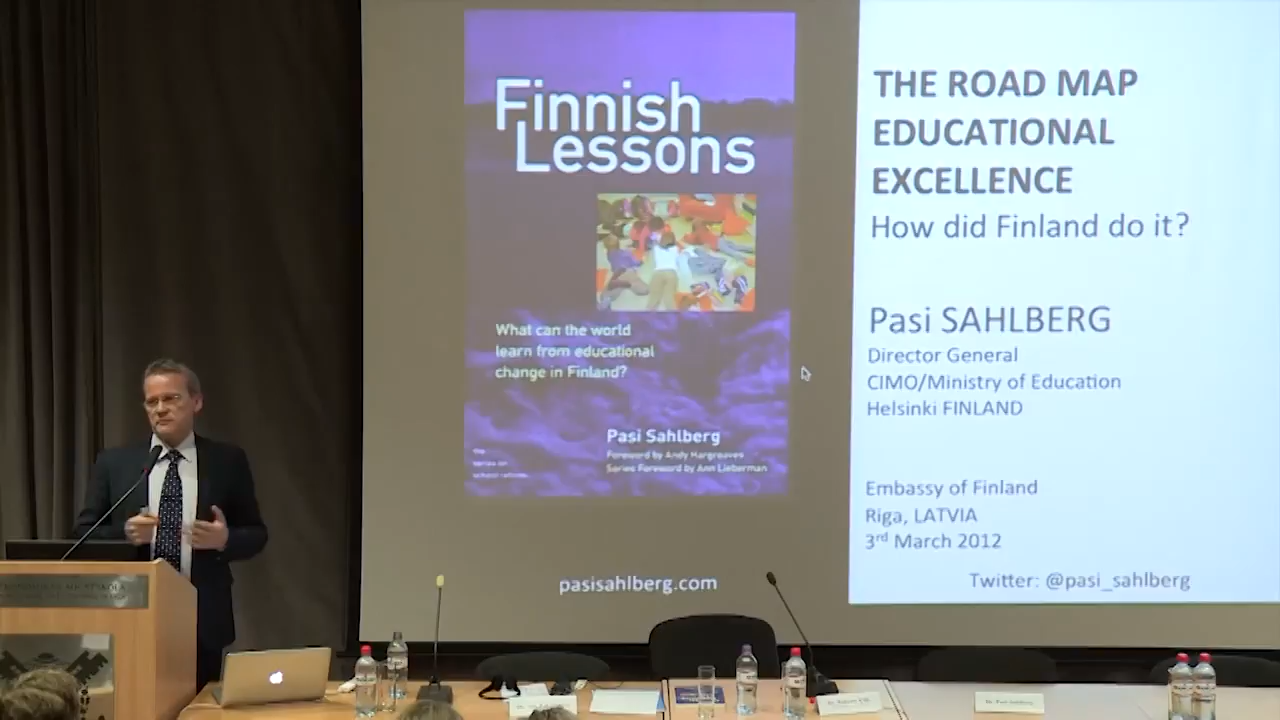 Finnish
Lessons
What can the world
learn from educational
change in Finland?
Pasi Sahlberg
Foreword by Andy Hargreaves
Series Foreword by Ann Lieberman
pasisahlberg.com
THE ROAD MAP
EDUCATIONAL
EXCELLENCE
How did Finland do it?
Pasi SAHLBERG
Director General
CIMO/Ministry of Education
Helsinki FINLAND
Embassy of Finland
Riga, LATVIA
3rd March 2012
Twitter: @pasi_sahlberg